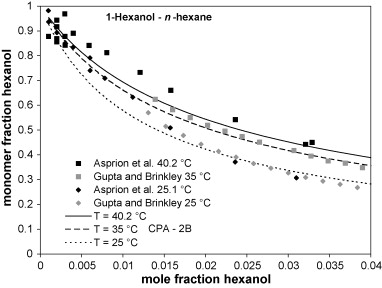 1-Hexanol - n -hexane
monomer fraction hexanol
1
0.9
0.8
0.7
0.6
0.5
0.4
0.3
0.2
0.1
0
Asprion et al. 40.2 °C
Gupta and Brinkley 35 °C
Asprion et al. 25.1 °C
Gupta and Brinkley 25 °C
T = 40.2 °C
T = 35 °C CPA - 2B
T = 25 °C
0 0.005 0.01 0.015 0.02 0.025 0.03 0.035 0.04
mole fraction hexanol